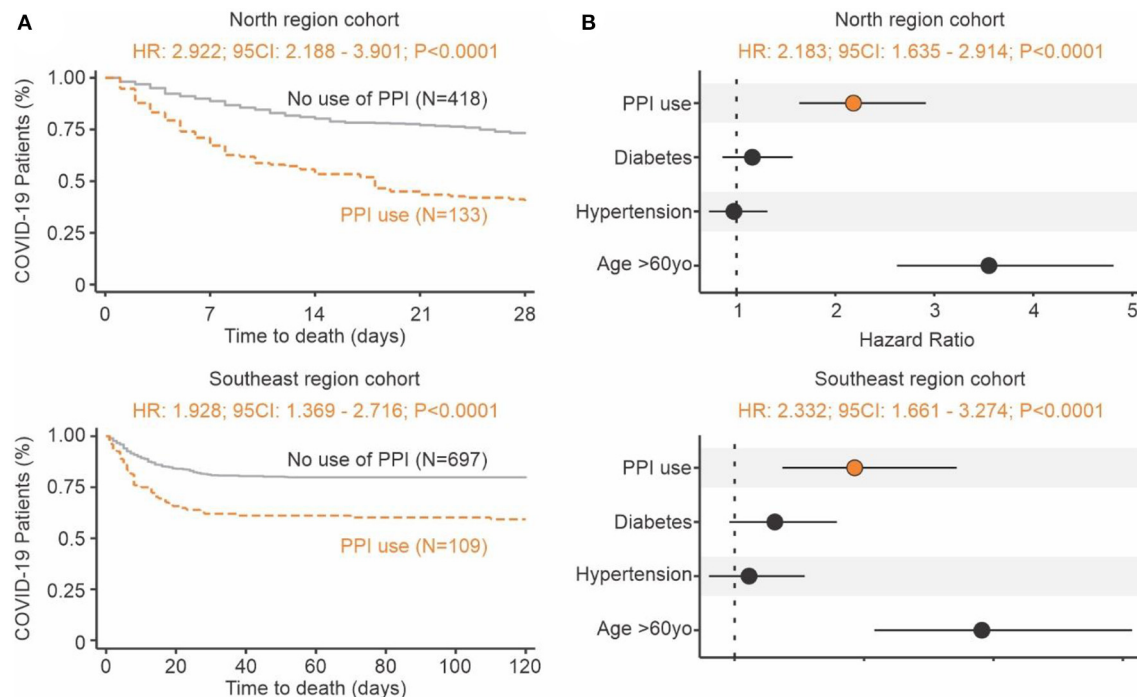 A
North region cohort
HR: 2.922; 95CI: 2.188 - 3.901; P<0.0001
COVID-19 Patients (%)
1.00
0.75
0.5
0.25
0
No use of PPI (N=418)
PPI use (N=133)
0 7 14 21 28
Time to death (days)
Southeast region cohort
HR: 1.928; 95CI: 1.369 - 2.716; P<0.0001
COVID-19 Patients (%)
1.00
0.75
0.5
0.25
0
No use of PPI (N=697)
PPI use (N=109)
0 20 40 60 80 100 120
Time to death (days)
B
North region cohort
HR: 2.183; 95CI: 1.635 - 2.914; P<0.0001
PPI use
Diabetes
Hypertension
Age >60yo
1 2 3 4 5
Hazard Ratio
Southeast region cohort
HR: 2.332; 95CI: 1.661 - 3.274; P<0.0001
PPI use
Diabetes
Hypertension
Age >60yo